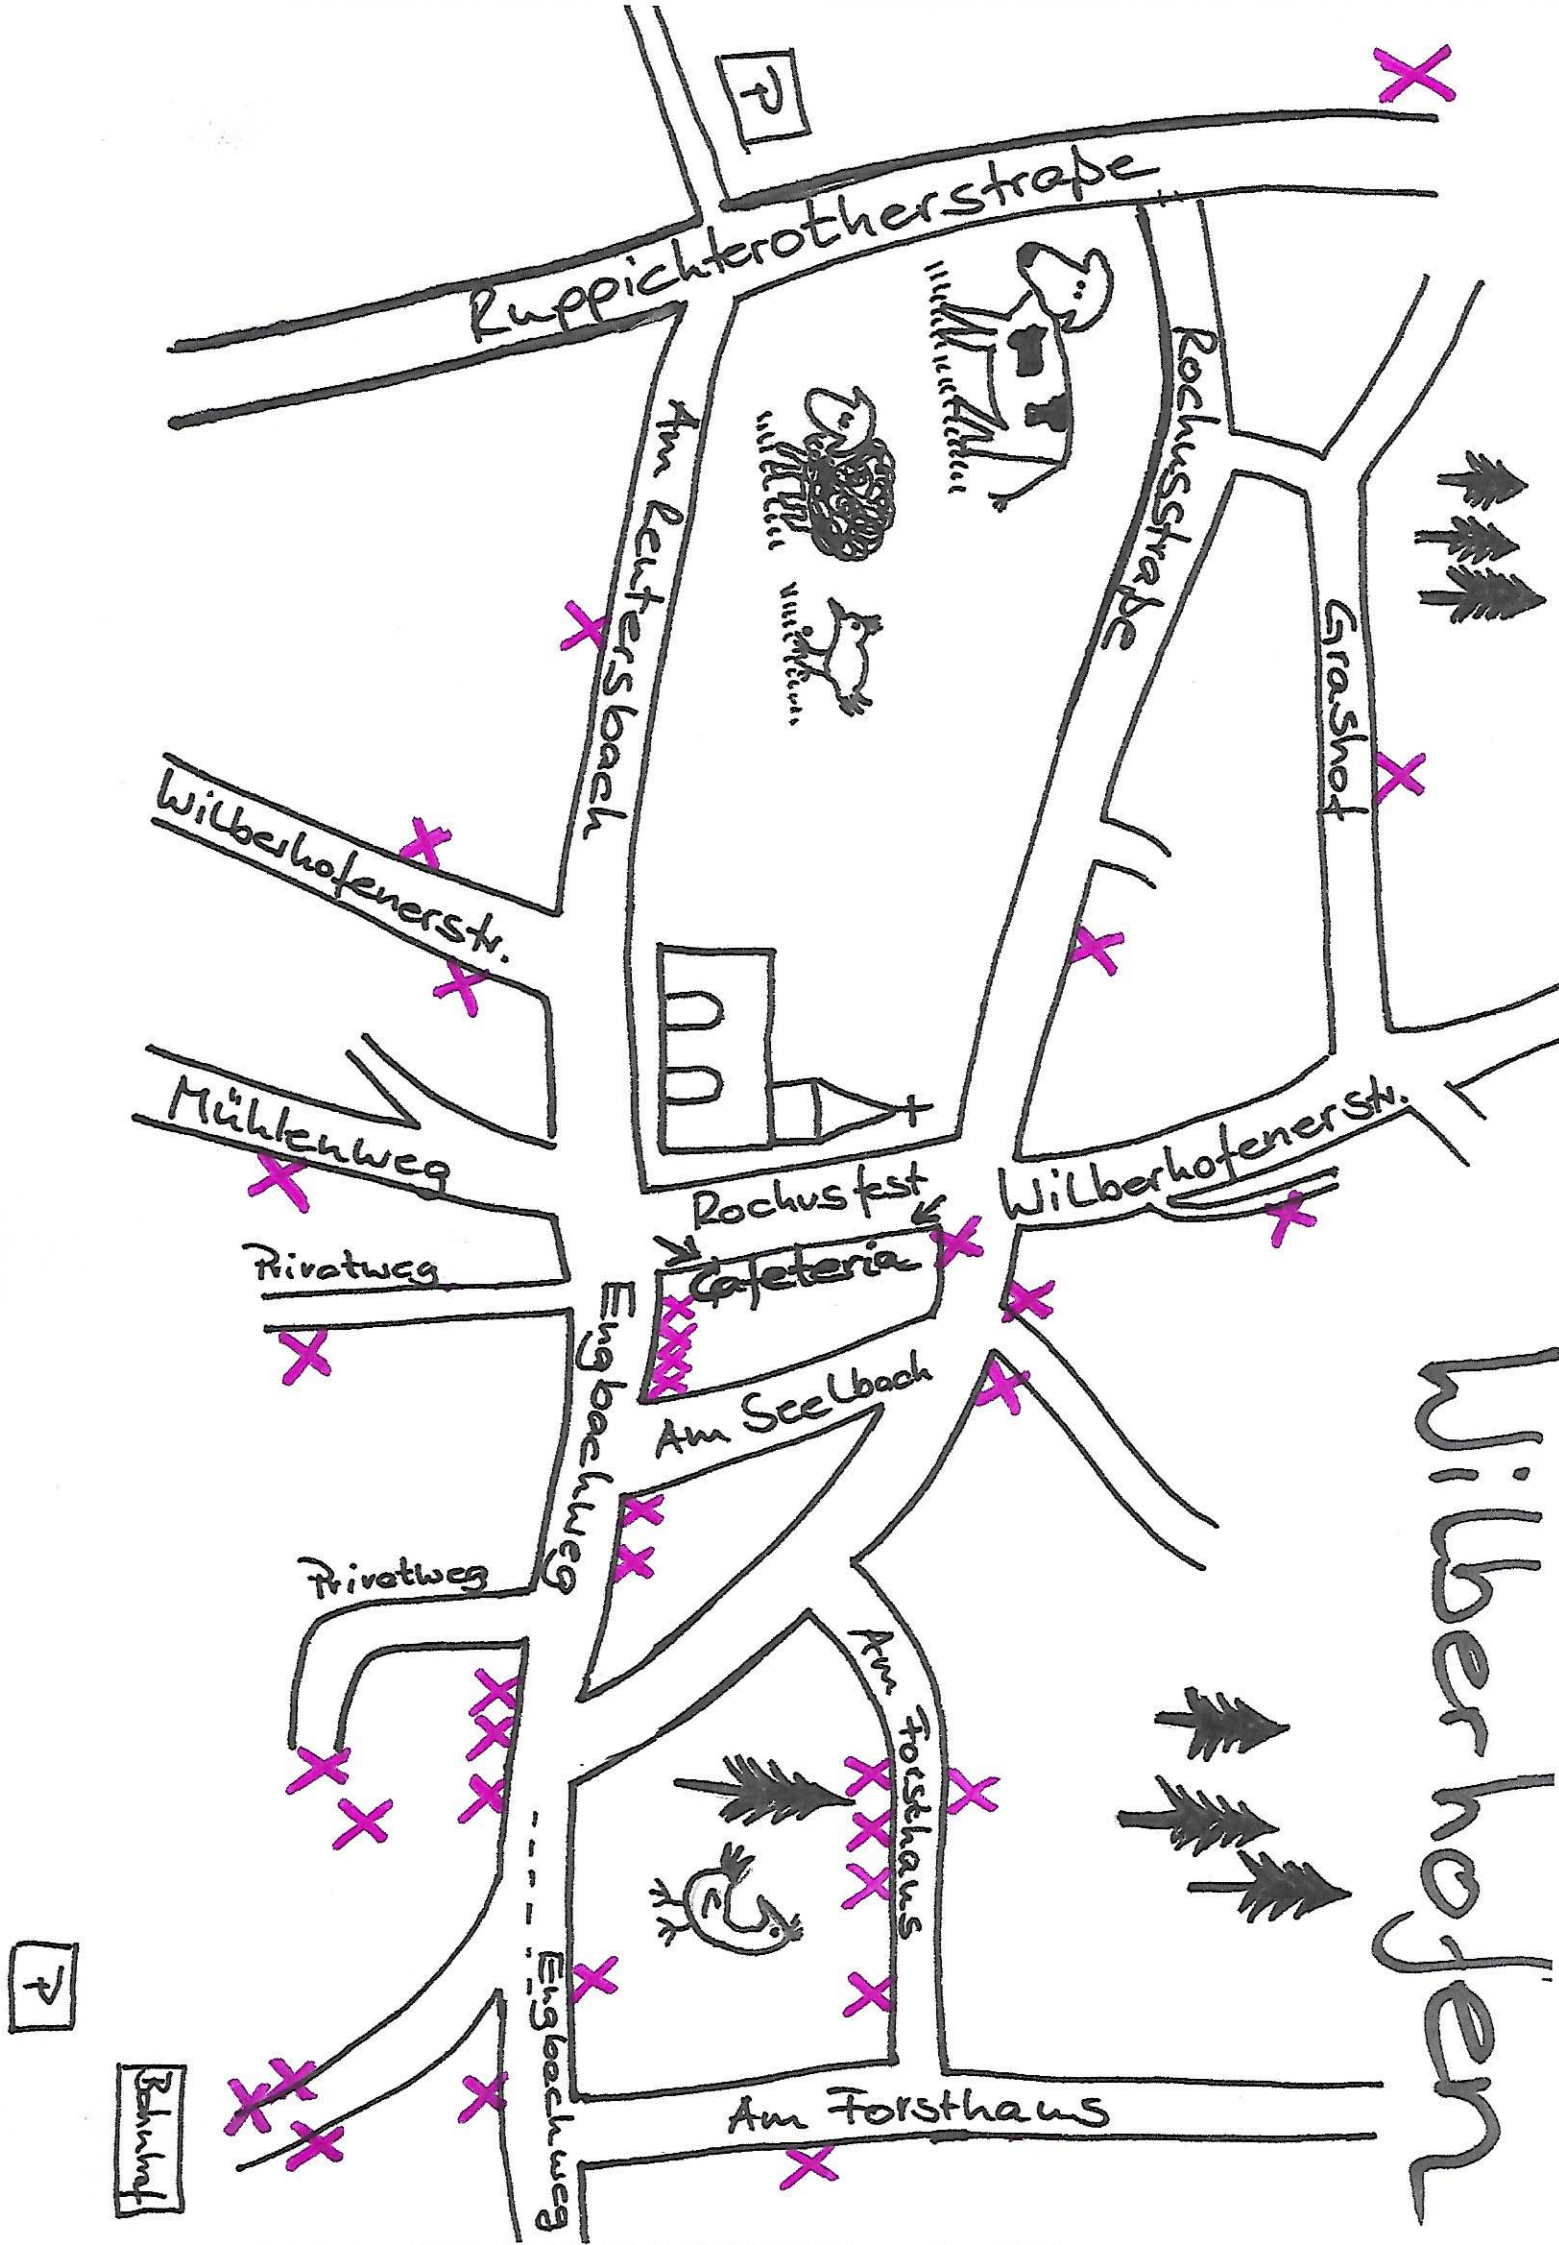 Wilberhofen
P
Ruppichterotherstraße
Rochusstraße
Grashof
Am Leutersbach
Wilberhofenerstr.
Mühlenweg
Rochusfest
Wilberhofenerstr.
Cafeteria
Privatweg
Engbachweg
Am Seelbach
Privatweg
Am Forsthaus
Engbachweg
Am Forsthaus
P
Bahnhof